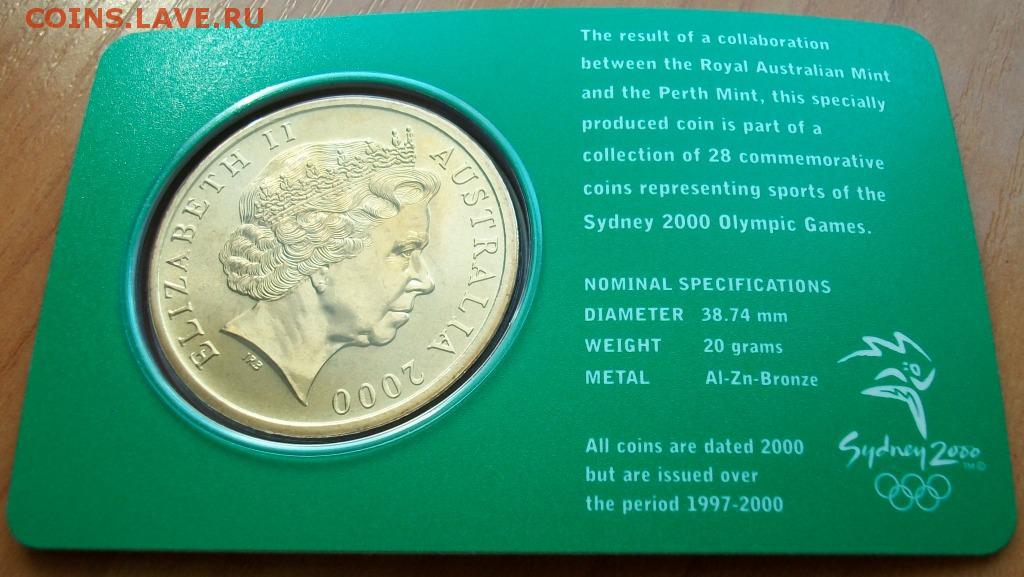 COINS.LAVE.RU
ELIZABETH II
AUSTRALIA 2000
IRB
The result of a collaboration
between the Royal Australian Mint
and the Perth Mint, this specially
produced coin is part of a
collection of 28 commemorative
coins representing sports of the
Sydney 2000 Olympic Games.
NOMINAL SPECIFICATIONS
DIAMETER 38.74 mm
WEIGHT 20 grams
METAL Al-Zn-Bronze
All coins are dated 2000
but are issued over
the period 1997-2000
Sydney 2000
TM ©